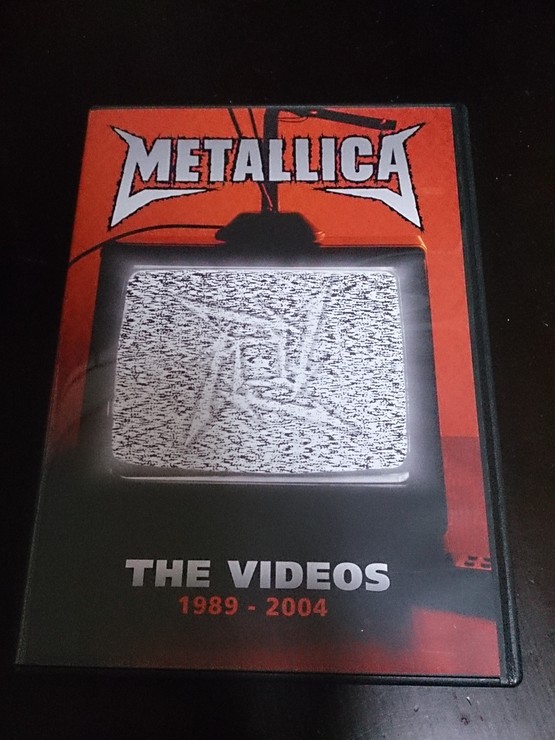 METALLICA
THE VIDEOS
1989 - 2004